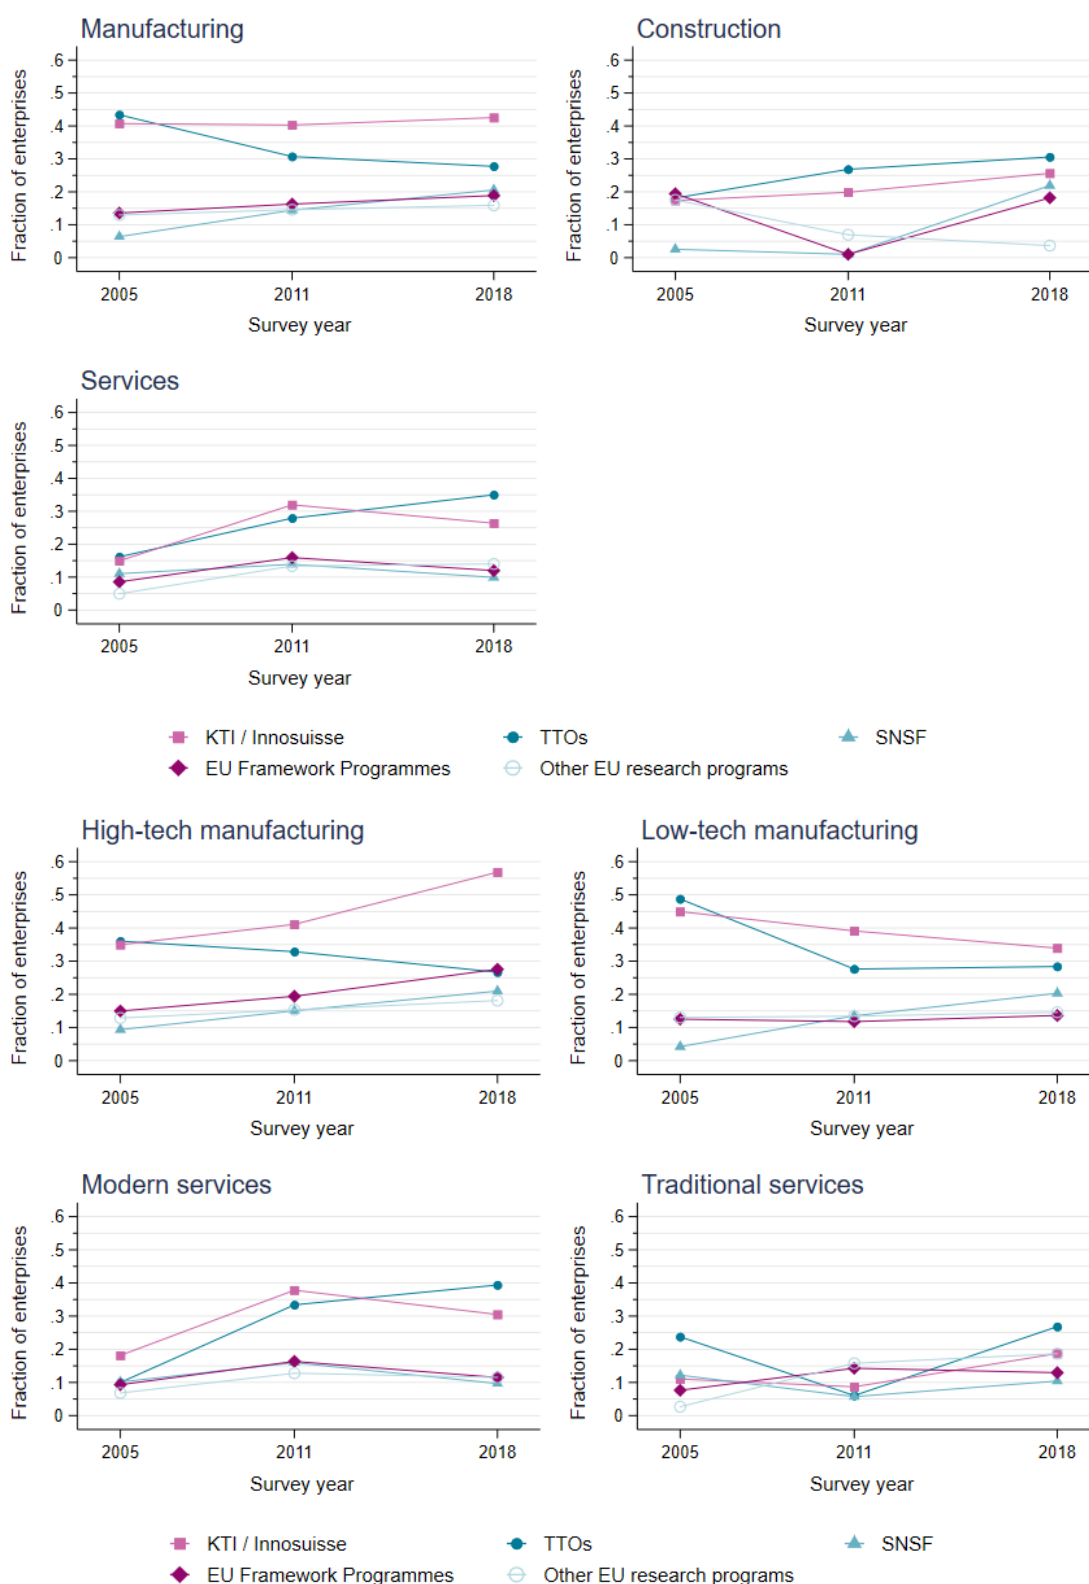 Manufacturing
Fraction of enterprises
.6
.5
.4
.3
.2
.1
0
2005 2011 2018
Survey year
Construction
Fraction of enterprises
.6
.5
.4
.3
.2
.1
0
2005 2011 2018
Survey year
Services
Fraction of enterprises
.6
.5
.4
.3
.2
.1
0
2005 2011 2018
Survey year
KTI / Innosuisse TTOs SNSF
EU Framework Programmes Other EU research programs
High-tech manufacturing
Fraction of enterprises
.6
.5
.4
.3
.2
.1
0
2005 2011 2018
Survey year
Low-tech manufacturing
Fraction of enterprises
.6
.5
.4
.3
.2
.1
0
2005 2011 2018
Survey year
Modern services
Fraction of enterprises
.6
.5
.4
.3
.2
.1
0
2005 2011 2018
Survey year
Traditional services
Fraction of enterprises
.6
.5
.4
.3
.2
.1
0
2005 2011 2018
Survey year
KTI / Innosuisse TTOs SNSF
EU Framework Programmes Other EU research programs